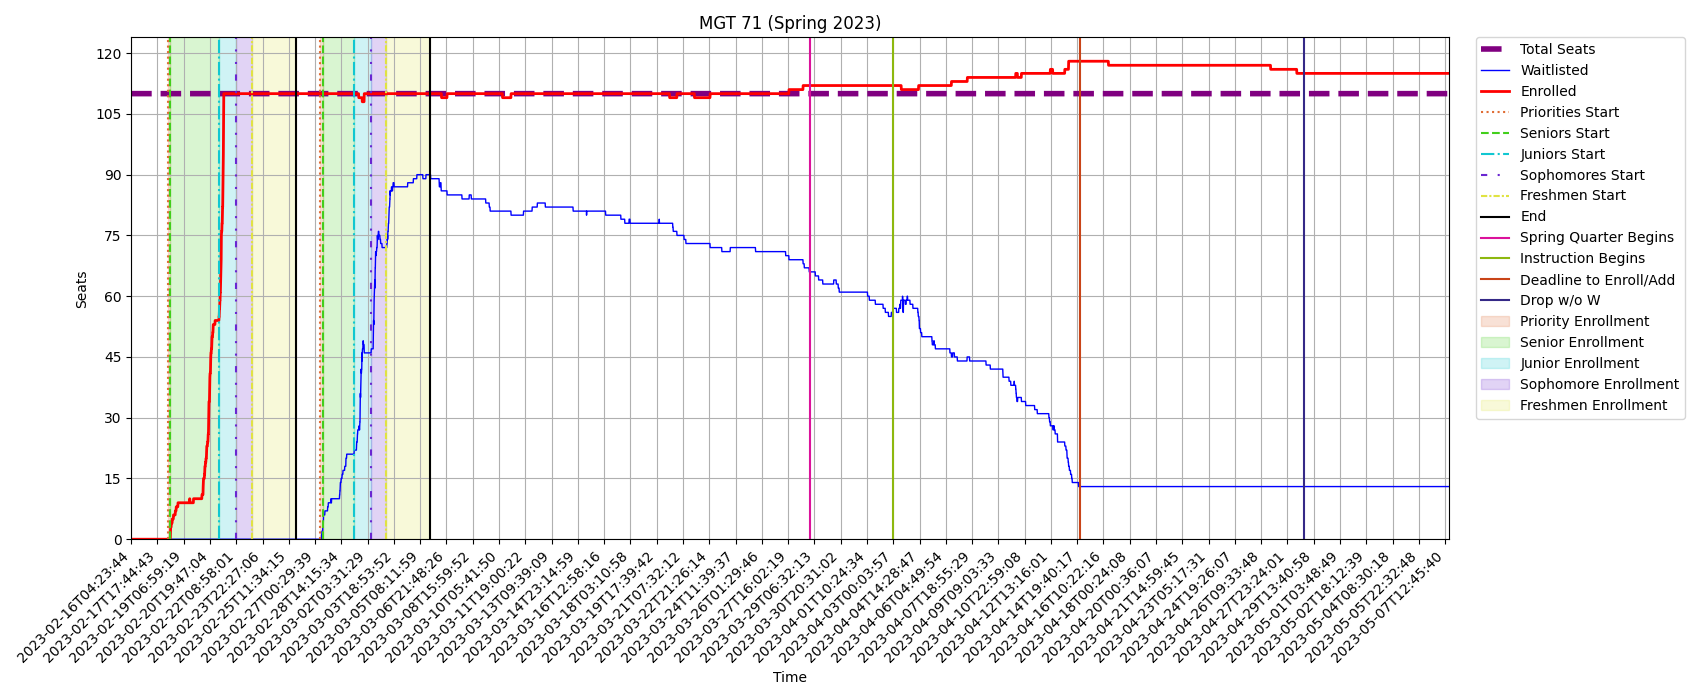 MGT 71 (Spring 2023)
Seats
120
105
90
75
60
45
30
15
0
2023-02-16T04:23:44
2023-02-17T17:44:43
2023-02-19T06:59:19
2023-02-20T19:47:04
2023-02-22T08:58:01
2023-02-23T22:27:06
2023-02-25T11:34:15
2023-02-27T00:29:39
2023-02-28T14:15:34
2023-03-02T03:31:29
2023-03-03T18:53:52
2023-03-05T08:11:59
2023-03-06T21:48:26
2023-03-08T15:59:52
2023-03-10T05:41:50
2023-03-11T19:00:22
2023-03-13T09:39:09
2023-03-14T23:14:59
2023-03-16T12:58:16
2023-03-18T03:10:58
2023-03-19T17:39:42
2023-03-21T07:32:12
2023-03-22T21:26:14
2023-03-24T11:39:37
2023-03-26T01:29:46
2023-03-27T16:02:19
2023-03-29T06:32:13
2023-03-30T20:31:02
2023-04-01T10:24:34
2023-04-03T00:03:57
2023-04-04T14:28:47
2023-04-06T04:49:54
2023-04-07T18:55:29
2023-04-09T09:03:33
2023-04-10T22:59:08
2023-04-12T13:16:01
2023-04-14T19:40:17
2023-04-16T10:22:16
2023-04-18T00:24:08
2023-04-20T00:36:07
2023-04-21T14:59:45
2023-04-23T05:17:31
2023-04-24T19:26:07
2023-04-26T09:33:48
2023-04-27T23:24:01
2023-04-29T13:40:58
2023-05-01T03:48:49
2023-05-02T18:12:39
2023-05-04T08:30:18
2023-05-05T22:32:48
2023-05-07T12:45:40
Time
Total Seats
Waitlisted
Enrolled
Priorities Start
Seniors Start
Juniors Start
Sophomores Start
Freshmen Start
End
Spring Quarter Begins
Instruction Begins
Deadline to Enroll/Add
Drop w/o W
Priority Enrollment
Senior Enrollment
Junior Enrollment
Sophomore Enrollment
Freshmen Enrollment